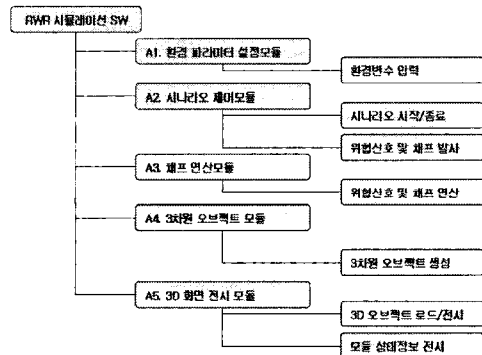 RWR 시뮬레이션 SW
A1. 환경 파라미터 설정모듈
환경변수 입력
A2. 시나리오 제어모듈
시나리오 시작/종료
위협신호 및 채프 발사
A3. 채프 연산모듈
위협신호 및 채프 연산
A4. 3차원 오브젝트 모듈
3차원 오브젝트 생성
A5. 3D 화면 전시 모듈
3D 오브젝트 로드/전시
모듈 상태정보 전시